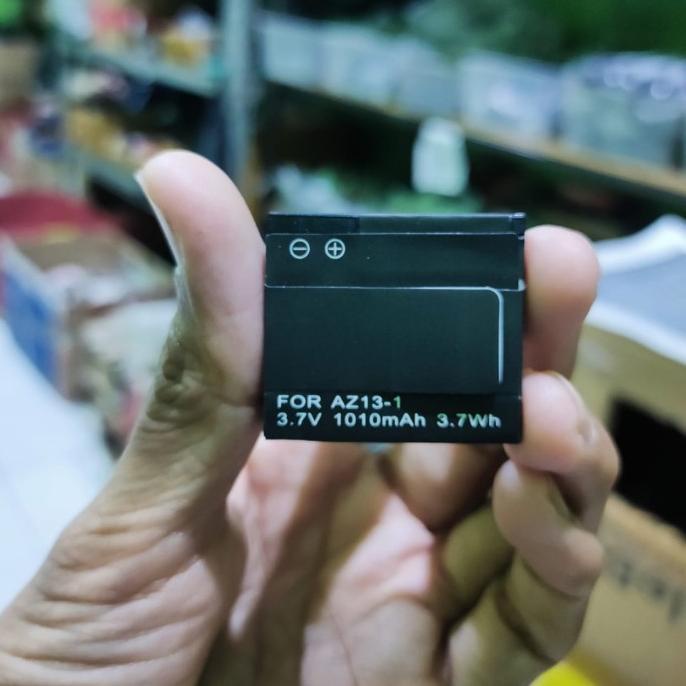 ⊖ ⊕
FOR AZ13-1
3.7V 1010mAh 3.7Wh